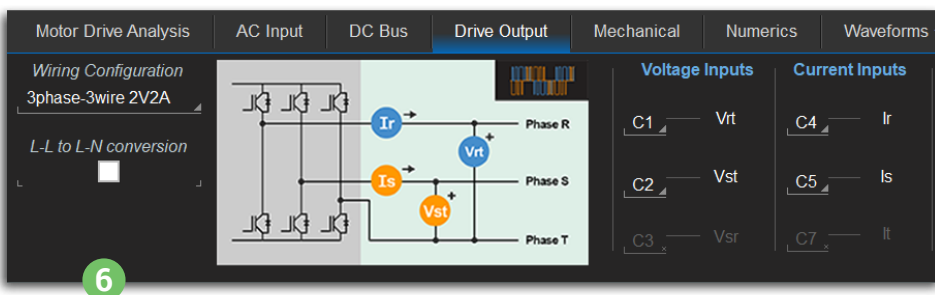 Motor Drive Analysis AC Input DC Bus Drive Output Mechanical Numerics Waveforms
Wiring Configuration
3phase-3wire 2V2A
L-L to L-N conversion
Ir
Phase R
Vrt
+
Is
Phase S
Vst
+
Phase T
Voltage Inputs Current Inputs
C1 Vrt C4 Ir
C2 Vst C5 Is
C3 Vsr C7 It
6